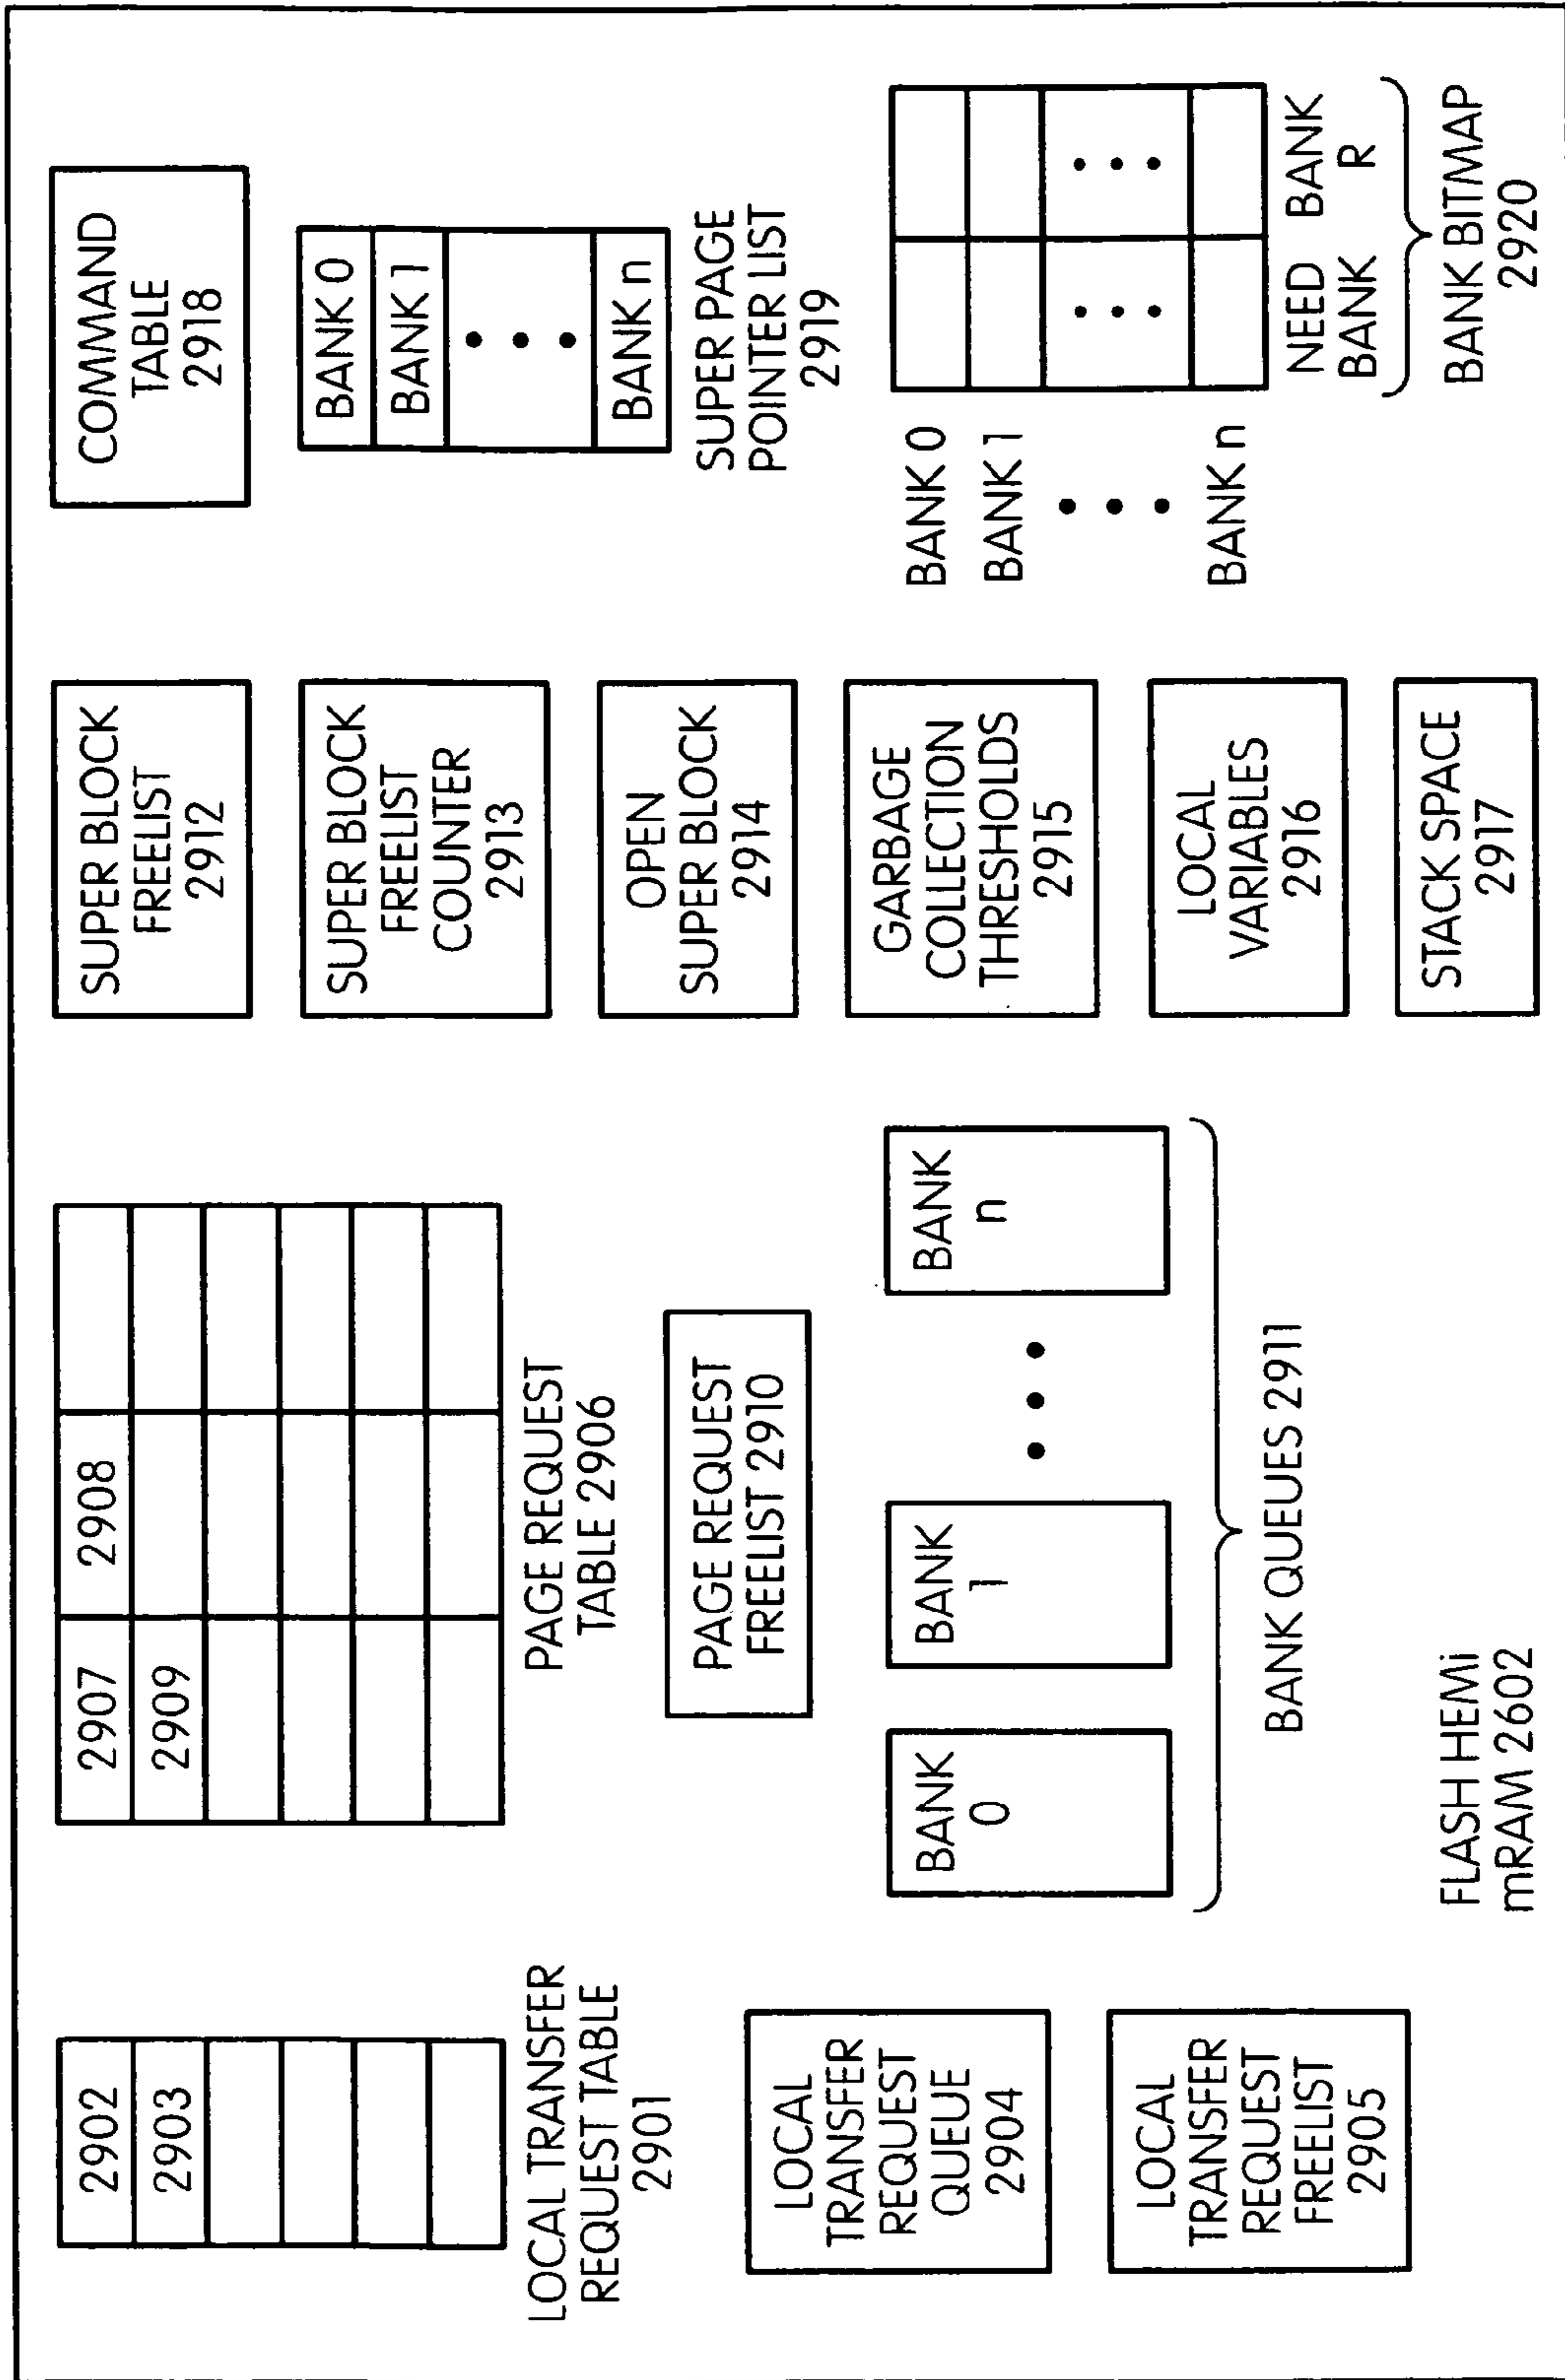 2902
2903
LOCAL TRANSFER
REQUEST TABLE
2901
LOCAL
TRANSFER
REQUEST
QUEUE
2904
LOCAL
TRANSFER
REQUEST
FREELIST
2905
2907 2908
2909
PAGE REQUEST
TABLE 2906
PAGE REQUEST
FREELIST 2910
BANK
0
BANK
1
• • •
BANK
n
BANK QUEUES 2911
FLASH HEMi
mRAM 2602
SUPER BLOCK
FREELIST
2912
SUPER BLOCK
FREELIST
COUNTER
2913
OPEN
SUPER BLOCK
2914
GARBAGE
COLLECTION
THRESHOLDS
2915
LOCAL
VARIABLES
2916
STACK SPACE
2917
COMMAND
TABLE
2918
BANK 0
BANK 1
BANK n
SUPER PAGE
POINTER LIST
2919
BANK 0
BANK 1
BANK n
NEED BANK
BANK R
BANK BITMAP
2920